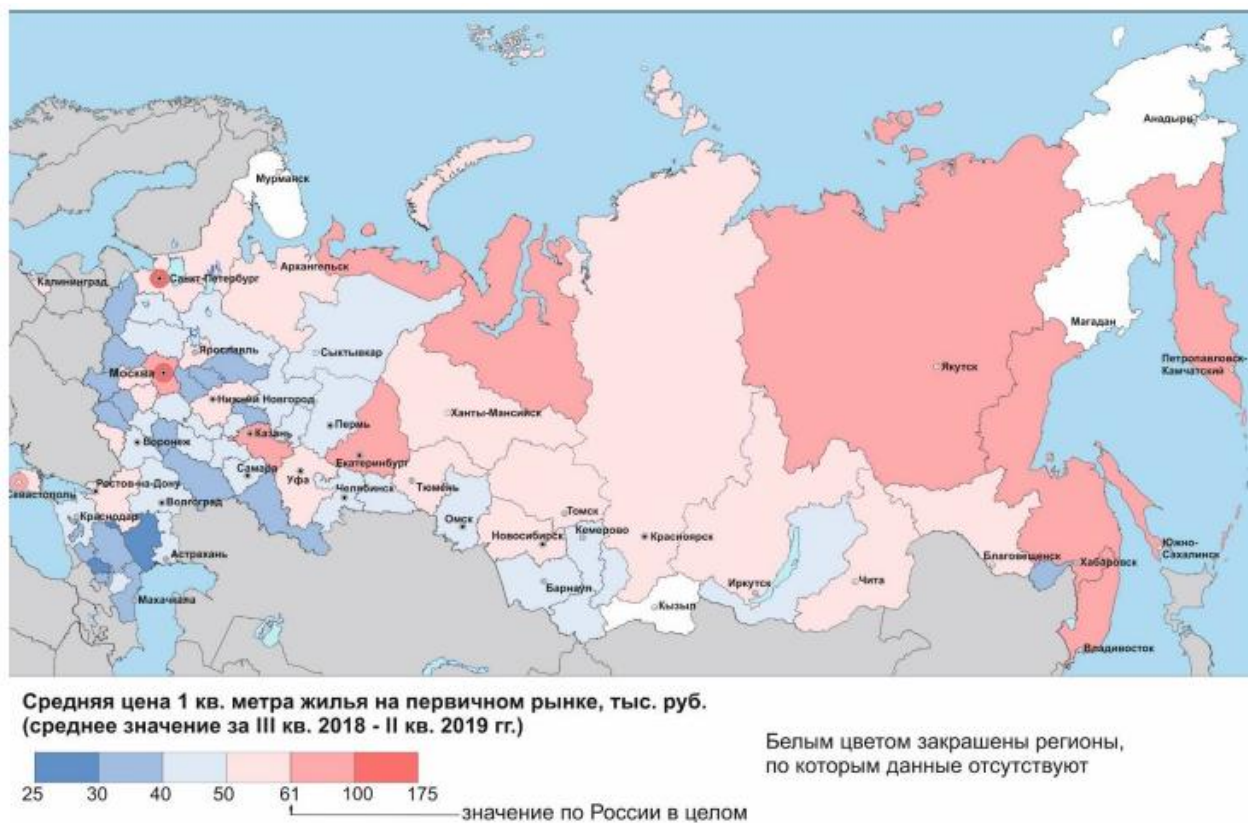 Анадырь
Мурманск
Архангельск
Санкт-Петербург
Калининград
Магадан
Ярославль
Сыктывкар
Якутск
Петропавловск-
Камчатский
Москва
Нижний Новгород
Ханты-Мансийск
Пермь
Казань
Воронеж
Екатеринбург
Самара
Уфа
Челябинск
Тюмень
Севастополь
Ростов-на-Дону
Волгоград
Омск
Томск
Краснодар
Новосибирск
Кемерово
Красноярск
Южно-
Сахалинск
Астрахань
Благовещенск
Хабаровск
Барнаул
Иркутск
Чита
Махачкала
Кызыл
Владивосток
Средняя цена 1 кв. метра жилья на первичном рынке, тыс. руб.
(среднее значение за III кв. 2018 - II кв. 2019 гг.)
Белым цветом закрашены регионы,
по которым данные отсутствуют
25 30 40 50 61 100 175
значение по России в целом